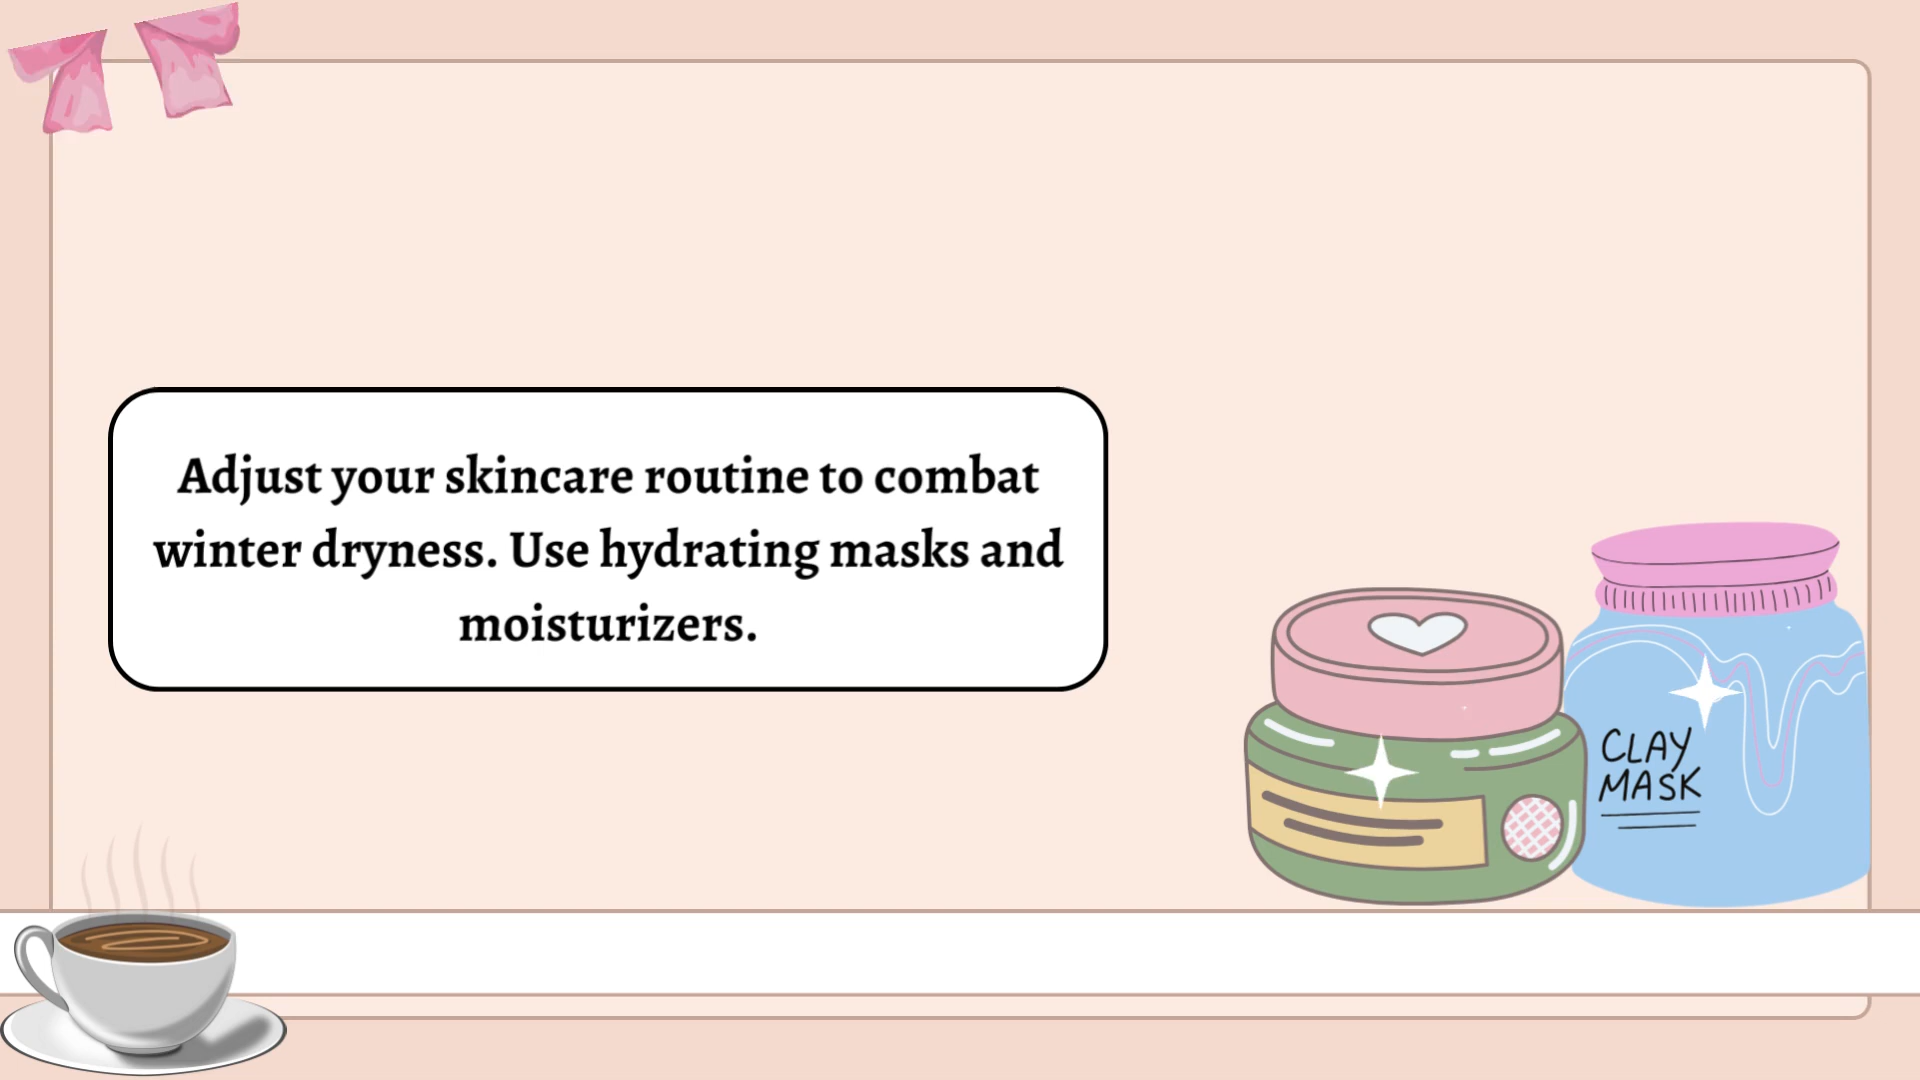 Adjust your skincare routine to combat
winter dryness. Use hydrating masks and
moisturizers.
CLAY
MASK